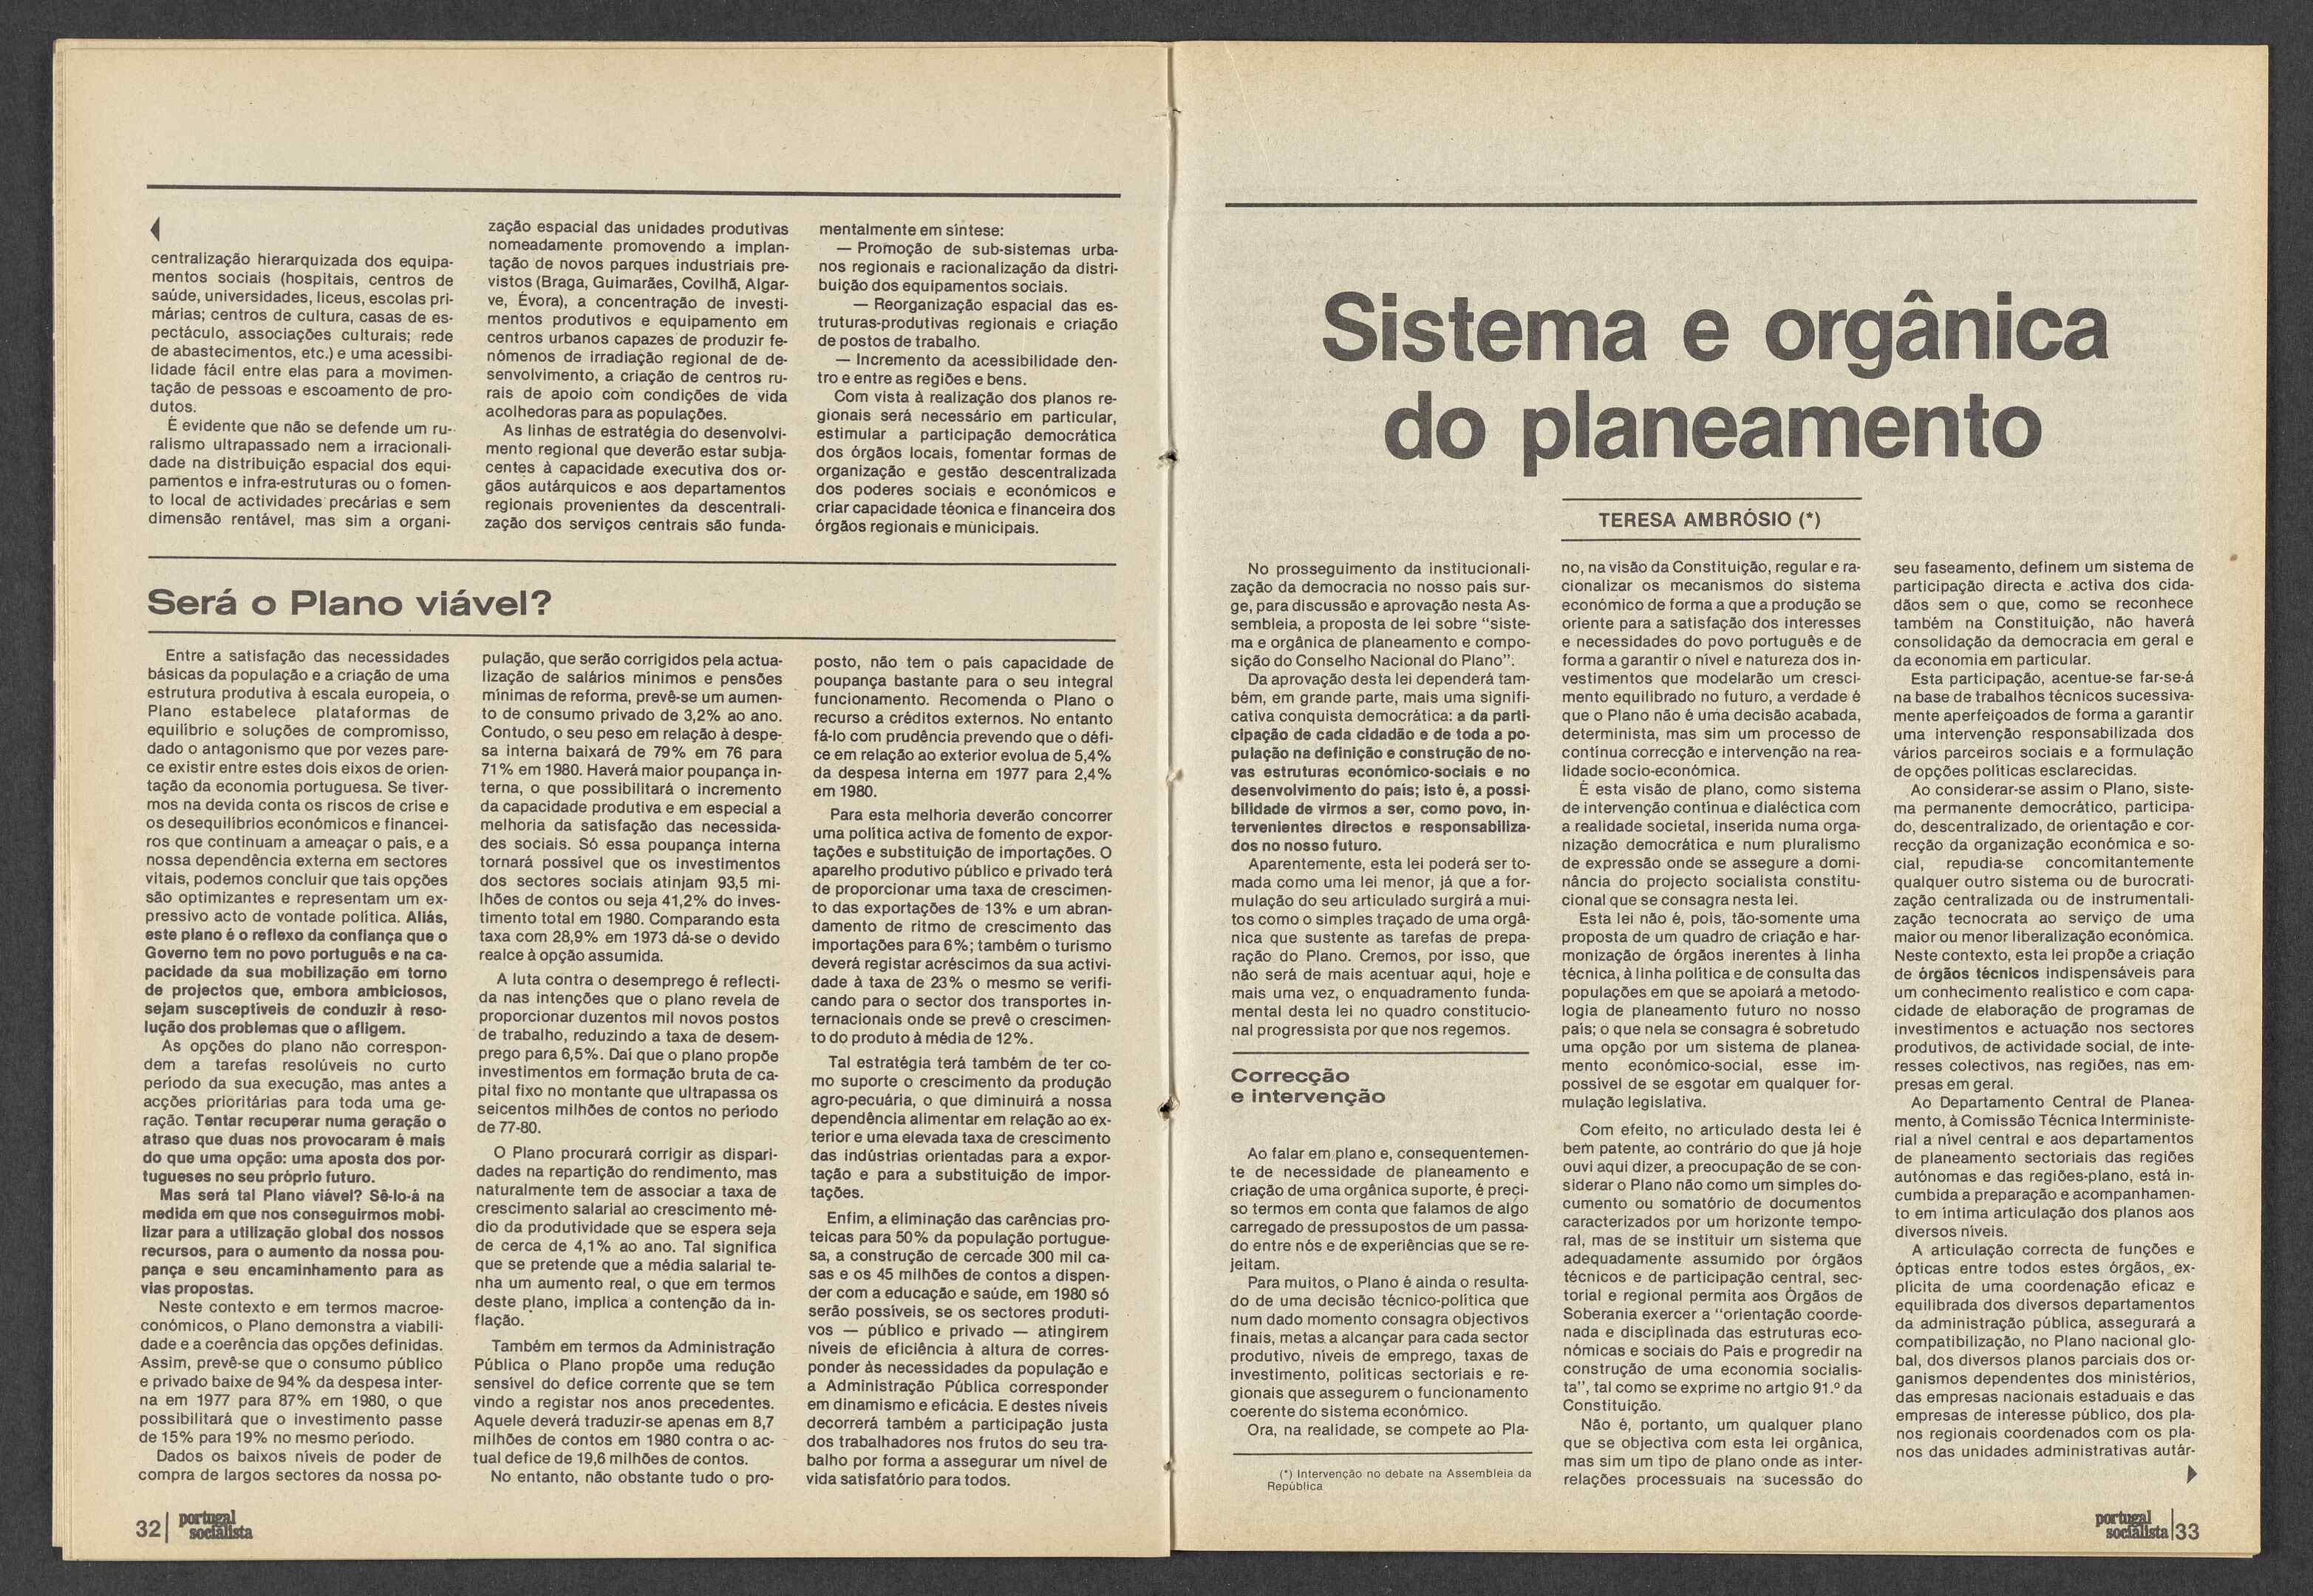 centralização hierarquizada dos equipa-
mentos sociais (hospitais, centros de
saúde, universidades, liceus, escolas pri-
márias; centros de cultura, casas de es-
pectáculo, associações culturais; rede
de abastecimentos, etc.) e uma acessibi-
lidade fácil entre elas para a movimen-
tação de pessoas e escoamento de pro-
dutos.
É evidente que não se defende um ru-
ralismo ultrapassado nem a irracionali-
dade na distribuição espacial dos equi-
pamentos e infra-estruturas ou o fomen-
to local de actividades precárias e sem
dimensão rentável, mas sim a organi-
zação espacial das unidades produtivas
nomeadamente promovendo a implan-
tação de novos parques industriais pre-
vistos (Braga, Guimarães, Covilhã, Algar-
ve, Évora), a concentração de investi-
mentos produtivos e equipamento em
centros urbanos capazes de produzir fe-
nómenos de irradiação regional de de-
senvolvimento, a criação de centros ru-
rais de apoio com condições de vida
acolhedoras para as populações.
As linhas de estratégia do desenvolvi-
mento regional que deverão estar subja-
centes à capacidade executiva dos or-
gãos autárquicos e aos departamentos
regionais provenientes da descentrali-
zação dos serviços centrais são funda-
mentalmente em síntese:
— Promoção de sub-sistemas urba-
nos regionais e racionalização da distri-
buição dos equipamentos sociais.
— Reorganização espacial das es-
truturas-produtivas regionais e criação
de postos de trabalho.
— Incremento da acessibilidade den-
tro e entre as regiões e bens.
Com vista à realização dos planos re-
gionais será necessário em particular,
estimular a participação democrática
dos órgãos locais, fomentar formas de
organização e gestão descentralizada
dos poderes sociais e económicos e
criar capacidade téonica e financeira dos
órgãos regionais e municipais.
Será o Plano viável?
Entre a satisfação das necessidades
básicas da população e a criação de uma
estrutura produtiva à escala europeia, o
Plano estabelece plataformas de
equilíbrio e soluções de compromisso,
dado o antagonismo que por vezes pare-
ce existir entre estes dois eixos de orien-
tação da economia portuguesa. Se tiver-
mos na devida conta os riscos de crise e
os desequilíbrios económicos e financei-
ros que continuam a ameaçar o país, e a
nossa dependência externa em sectores
vitais, podemos concluir que tais opções
são optimizantes e representam um ex-
pressivo acto de vontade política. Aliás,
este plano é o reflexo da confiança que o
Governo tem no povo português e na ca-
pacidade da sua mobilização em torno
de projectos que, embora ambiciosos,
sejam susceptíveis de conduzir à reso-
lução dos problemas que o afligem.
As opções do plano não correspon-
dem a tarefas resolúveis no curto
período da sua execução, mas antes a
acções prioritárias para toda uma ge-
ração. Tentar recuperar numa geração o
atraso que duas nos provocaram é mais
do que uma opção: uma aposta dos por-
tugueses no seu próprio futuro.
Mas será tal Plano viável? Sê-lo-á na
medida em que nos conseguirmos mobi-
lizar para a utilização global dos nossos
recursos, para o aumento da nossa pou-
pança e seu encaminhamento para as
vias propostas.
Neste contexto e em termos macroe-
conómicos, o Plano demonstra a viabili-
dade e a coerência das opções definidas.
Assim, prevê-se que o consumo público
e privado baixe de 94% da despesa inter-
na em 1977 para 87% em 1980, o que
possibilitará que o investimento passe
de 15% para 19% no mesmo período.
Dados os baixos níveis de poder de
compra de largos sectores da nossa po-
pulação, que serão corrigidos pela actua-
lização de salários mínimos e pensões
mínimas de reforma, prevê-se um aumen-
to de consumo privado de 3,2% ao ano.
Contudo, o seu peso em relação à despe-
sa interna baixará de 79% em 76 para
71% em 1980. Haverá maior poupança in-
terna, o que possibilitará o incremento
da capacidade produtiva e em especial a
melhoria da satisfação das necessida-
des sociais. Só essa poupança interna
tornará possível que os investimentos
dos sectores sociais atinjam 93,5 mi-
lhões de contos ou seja 41,2% do inves-
timento total em 1980. Comparando esta
taxa com 28,9% em 1973 dá-se o devido
realce à opção assumida.
A luta contra o desemprego é reflecti-
da nas intenções que o plano revela de
proporcionar duzentos mil novos postos
de trabalho, reduzindo a taxa de desem-
prego para 6,5%. Daí que o plano propõe
investimentos em formação bruta de ca-
pital fixo no montante que ultrapassa os
seicentos milhões de contos no período
de 77-80.
O Plano procurará corrigir as dispari-
dades na repartição do rendimento, mas
naturalmente tem de associar a taxa de
crescimento salarial ao crescimento mé-
dio da produtividade que se espera seja
de cerca de 4,1% ao ano. Tal significa
que se pretende que a média salarial te-
nha um aumento real, o que em termos
deste plano, implica a contenção da in-
flação.
Também em termos da Administração
Pública o Plano propõe uma redução
sensível do defice corrente que se tem
vindo a registar nos anos precedentes.
Aquele deverá traduzir-se apenas em 8,7
milhões de contos em 1980 contra o ac-
tual defice de 19,6 milhões de contos.
No entanto, não obstante tudo o pro-
posto, não tem o país capacidade de
poupança bastante para o seu integral
funcionamento. Recomenda o Plano o
recurso a créditos externos. No entanto
fá-lo com prudência prevendo que o défi-
ce em relação ao exterior evolua de 5,4%
da despesa interna em 1977 para 2,4%
em 1980.
Para esta melhoria deverão concorrer
uma política activa de fomento de expor-
tações e substituição de importações. O
aparelho produtivo público e privado terá
de proporcionar uma taxa de crescimen-
to das exportações de 13% e um abran-
damento de ritmo de crescimento das
importações para 6%; também o turismo
deverá registar acréscimos da sua activi-
dade à taxa de 23% o mesmo se verifi-
cando para o sector dos transportes in-
ternacionais onde se prevê o crescimen-
to do produto à média de 12%.
Tal estratégia terá também de ter co-
mo suporte o crescimento da produção
agro-pecuária, o que diminuirá a nossa
dependência alimentar em relação ao ex-
terior e uma elevada taxa de crescimento
das indústrias orientadas para a expor-
tação e para a substituição de impor-
tações.
Enfim, a eliminação das carências pro-
teicas para 50% da população portugue-
sa, a construção de cercade 300 mil ca-
sas e os 45 milhões de contos a dispen-
der com a educação e saúde, em 1980 só
serão possíveis, se os sectores produti-
vos — público e privado — atingirem
níveis de eficiência à altura de corres-
ponder às necessidades da população e
a Administração Pública corresponder
em dinamismo e eficácia. E destes níveis
decorrerá também a participação justa
dos trabalhadores nos frutos do seu tra-
balho por forma a assegurar um nível de
vida satisfatório para todos.
32 portugal
socialista
Sistema e orgânica
do planeamento
TERESA AMBRÓSIO (*)
No prosseguimento da institucionali-
zação da democracia no nosso país sur-
ge, para discussão e aprovação nesta As-
sembleia, a proposta de lei sobre "siste-
ma e orgânica de planeamento e compo-
sição do Conselho Nacional do Plano".
Da aprovação desta lei dependerá tam-
bém, em grande parte, mais uma signifi-
cativa conquista democrática: a da parti-
cipação de cada cidadão e de toda a po-
pulação na definição e construção de no-
vas estruturas económico-sociais e no
desenvolvimento do país; isto é, a possi-
bilidade de virmos a ser, como povo, in-
tervenientes directos e responsabiliza-
dos no nosso futuro.
Aparentemente, esta lei poderá ser to-
mada como uma lei menor, já que a for-
mulação do seu articulado surgirá a mui-
tos como o simples traçado de uma orgâ-
nica que sustente as tarefas de prepa-
ração do Plano. Cremos, por isso, que
não será de mais acentuar aqui, hoje e
mais uma vez, o enquadramento funda-
mental desta lei no quadro constitucio-
nal progressista por que nos regemos.
Correcção
e intervenção
Ao falar em plano e, consequentemen-
te de necessidade de planeamento e
criação de uma orgânica suporte, é preci-
so termos em conta que falamos de algo
carregado de pressupostos de um passa-
do entre nós e de experiências que se re-
jeitam.
Para muitos, o Plano é ainda o resulta-
do de uma decisão técnico-política que
num dado momento consagra objectivos
finais, metas a alcançar para cada sector
produtivo, níveis de emprego, taxas de
investimento, políticas sectoriais e re-
gionais que assegurem o funcionamento
coerente do sistema económico.
Ora, na realidade, se compete ao Pla-
(*) Intervenção no debate na Assembleia da
República
no, na visão da Constituição, regular e ra-
cionalizar os mecanismos do sistema
económico de forma a que a produção se
oriente para a satisfação dos interesses
e necessidades do povo português e de
forma a garantir o nível e natureza dos in-
vestimentos que modelarão um cresci-
mento equilibrado no futuro, a verdade é
que o Plano não é uma decisão acabada,
determinista, mas sim um processo de
contínua correcção e intervenção na rea-
lidade socio-económica.
É esta visão de plano, como sistema
de intervenção contínua e dialéctica com
a realidade societal, inserida numa orga-
nização democrática e num pluralismo
de expressão onde se assegure a domi-
nância do projecto socialista constitu-
cional que se consagra nesta lei.
Esta lei não é, pois, tão-somente uma
proposta de um quadro de criação e har-
monização de órgãos inerentes à linha
técnica, à linha política e de consulta das
populações em que se apoiará a metodo-
logia de planeamento futuro no nosso
país; o que nela se consagra é sobretudo
uma opção por um sistema de planea-
mento económico-social, esse im-
possível de se esgotar em qualquer for-
mulação legislativa.
Com efeito, no articulado desta lei é
bem patente, ao contrário do que já hoje
ouvi aqui dizer, a preocupação de se con-
siderar o Plano não como um simples do-
cumento ou somatório de documentos
caracterizados por um horizonte tempo-
ral, mas de se instituir um sistema que
adequadamente assumido por órgãos
técnicos e de participação central, sec-
torial e regional permita aos Órgãos de
Soberania exercer a "orientação coorde-
nada e disciplinada das estruturas eco-
nómicas e sociais do País e progredir na
construção de uma economia socialis-
ta", tal como se exprime no artgio 91.º da
Constituição.
Não é, portanto, um qualquer plano
que se objectiva com esta lei orgânica,
mas sim um tipo de plano onde as inter-
relações processuais na sucessão do
seu faseamento, definem um sistema de
participação directa e activa dos cida-
dãos sem o que, como se reconhece
também na Constituição, não haverá
consolidação da democracia em geral e
da economia em particular.
Esta participação, acentue-se far-se-á
na base de trabalhos técnicos sucessiva-
mente aperfeiçoados de forma a garantir
uma intervenção responsabilizada dos
vários parceiros sociais e a formulação
de opções políticas esclarecidas.
Ao considerar-se assim o Plano, siste-
ma permanente democrático, participa-
do, descentralizado, de orientação e cor-
recção da organização económica e so-
cial, repudia-se concomitantemente
qualquer outro sistema ou de burocrati-
zação centralizada ou de instrumentali-
zação tecnocrata ao serviço de uma
maior ou menor liberalização económica.
Neste contexto, esta lei propõe a criação
de órgãos técnicos indispensáveis para
um conhecimento realístico e com capa-
cidade de elaboração de programas de
investimentos e actuação nos sectores
produtivos, de actividade social, de inte-
resses colectivos, nas regiões, nas em-
presas em geral.
Ao Departamento Central de Planea-
mento, à Comissão Técnica Interministe-
rial a nível central e aos departamentos
de planeamento sectoriais das regiões
autónomas e das regiões-plano, está in-
cumbida a preparação e acompanhamen-
to em íntima articulação dos planos aos
diversos níveis.
A articulação correcta de funções e
ópticas entre todos estes órgãos, ex-
plícita de uma coordenação eficaz e
equilibrada dos diversos departamentos
da administração pública, assegurará a
compatibilização, no Plano nacional glo-
bal, dos diversos planos parciais dos or-
ganismos dependentes dos ministérios,
das empresas nacionais estaduais e das
empresas de interesse público, dos pla-
nos regionais coordenados com os pla-
nos das unidades administrativas autár-
portugal
socialista 33